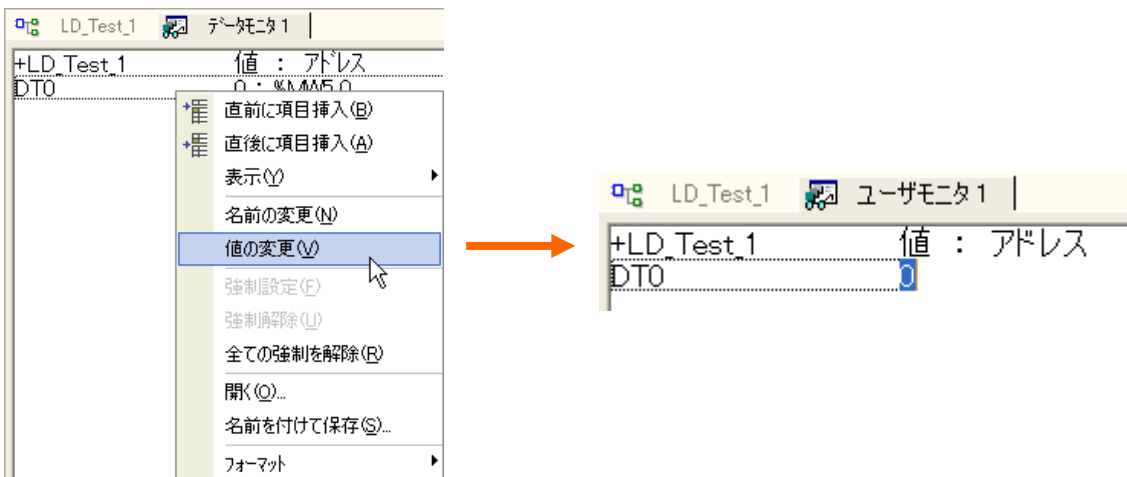 LD_Test_1 データモニタ 1
+LD_Test_1 値 : アドレス
DT0 0 : %MW5.0
直前に項目挿入(B)
直後に項目挿入(A)
表示(Y)
名前の変更(N)
値の変更(V)
強制設定(F)
強制解除(U)
全ての強制を解除(R)
開く(O)...
名前を付けて保存(S)...
フォーマット
LD_Test_1 ユーザモニタ 1
+LD_Test_1 値 : アドレス
DT0 0